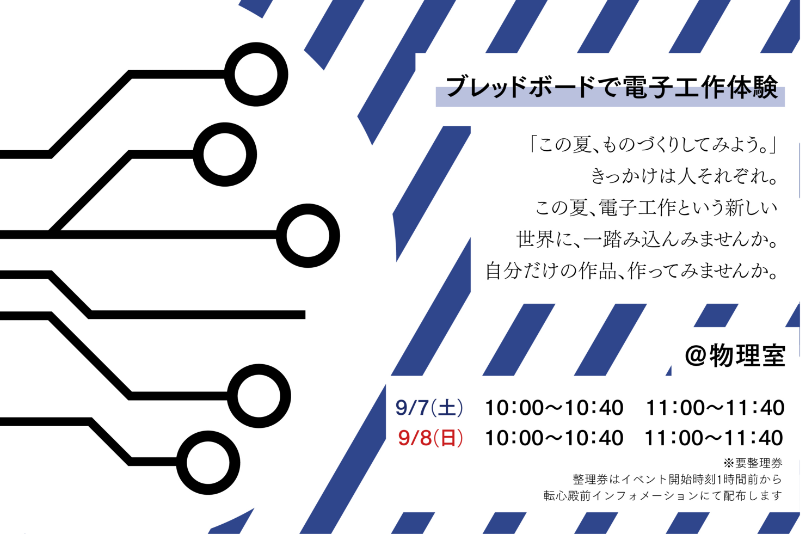 ブレッドボードで電子工作体験
「この夏、ものづくりしてみよう。」
きっかけは人それぞれ。
この夏、電子工作という新しい
世界に、一踏み込んみませんか。
自分だけの作品、作ってみませんか。
@物理室
9/7(土) 10:00〜10:40 11:00〜11:40
9/8(日) 10:00〜10:40 11:00〜11:40
※要整理券
整理券はイベント開始時刻1時間前から
転心殿前インフォメーションにて配布します